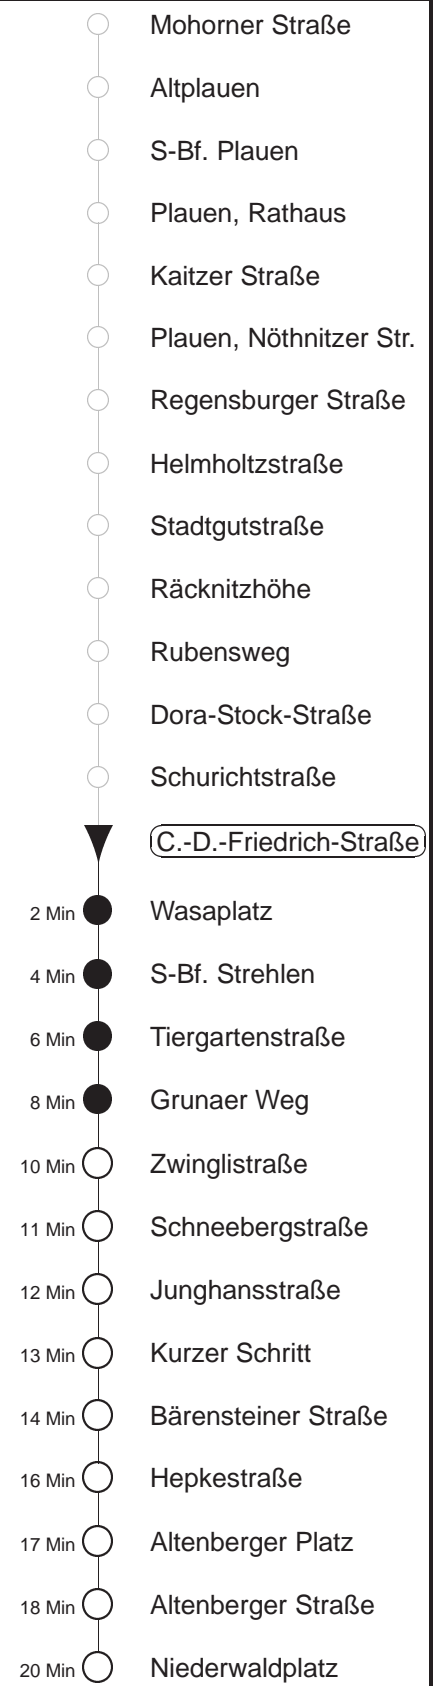 Mohorner Straße
Altplauen
S-Bf. Plauen
Plauen, Rathaus
Kaitzer Straße
Plauen, Nöthnitzer Str.
Regensburger Straße
Helmholtzstraße
Stadtgutstraße
Räcknitzhöhe
Rubensweg
Dora-Stock-Straße
Schurichtstraße
C.-D.-Friedrich-Straße
2 Min Wasaplatz
4 Min S-Bf. Strehlen
6 Min Tiergartenstraße
8 Min Grunaer Weg
10 Min Zwinglistraße
11 Min Schneebergstraße
12 Min Junghansstraße
13 Min Kurzer Schritt
14 Min Bärensteiner Straße
16 Min Hepkestraße
17 Min Altenberger Platz
18 Min Altenberger Straße
20 Min Niederwaldplatz